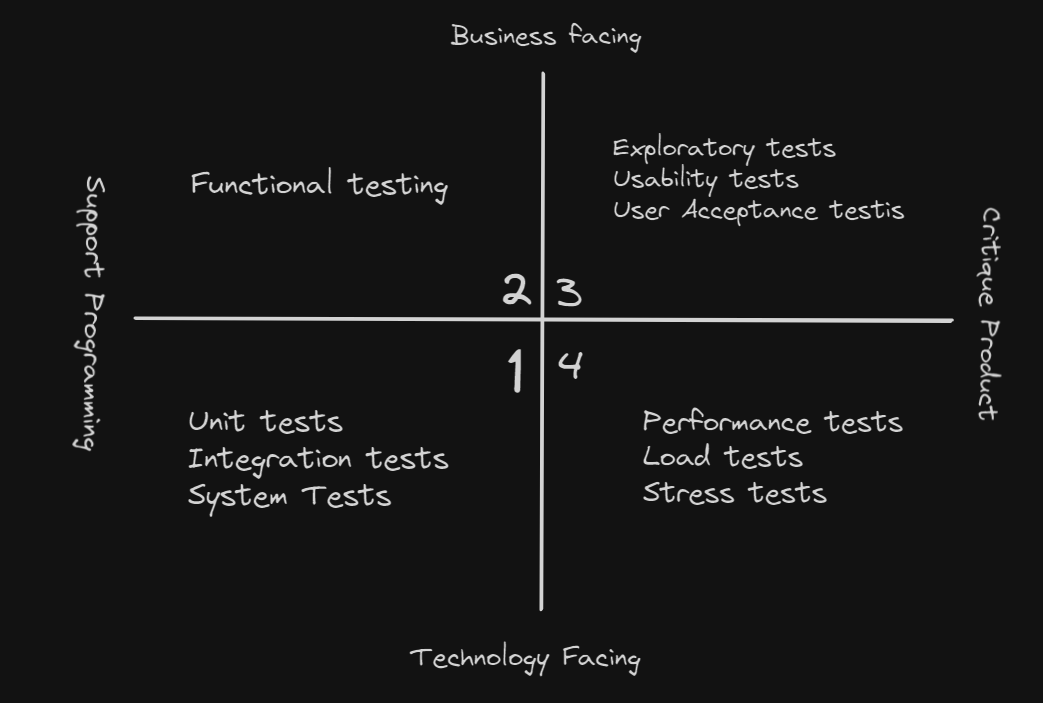 Business facing
Functional testing
Exploratory tests
Usability tests
User Acceptance testis
Support Programming
Critique Product
2
3
1
4
Unit tests
Integration tests
System Tests
Performance tests
Load tests
Stress tests
Technology Facing